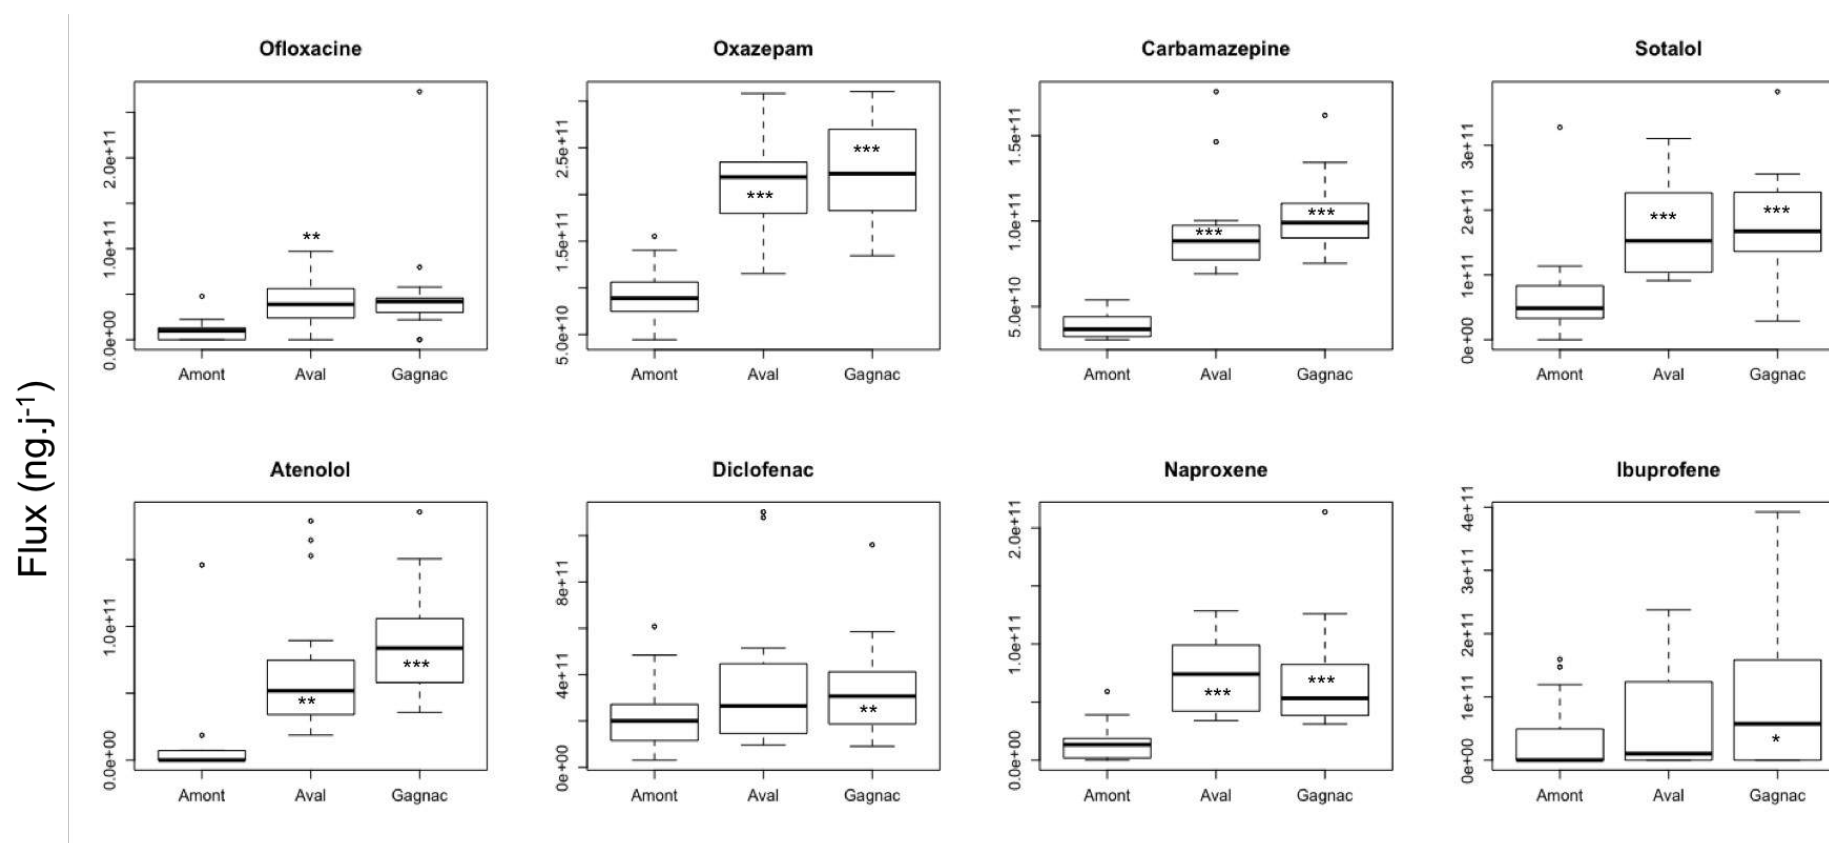 Flux (ng.j-1)
Ofloxacine
0.0e+00 1.0e+11 2.0e+11
**
Amont Aval Gagnac
Oxazepam
5.0e+10 1.5e+11 2.5e+11
*** ***
Amont Aval Gagnac
Carbamazepine
5.0e+10 1.0e+11 1.5e+11
*** ***
Amont Aval Gagnac
Sotalol
0e+00 1e+11 2e+11 3e+11
*** ***
Amont Aval Gagnac
Atenolol
0.0e+00 1.0e+11
** ***
Amont Aval Gagnac
Diclofenac
0e+00 4e+11 8e+11
**
Amont Aval Gagnac
Naproxene
0.0e+00 1.0e+11 2.0e+11
*** ***
Amont Aval Gagnac
Ibuprofene
0e+00 1e+11 2e+11 3e+11 4e+11
*
Amont Aval Gagnac